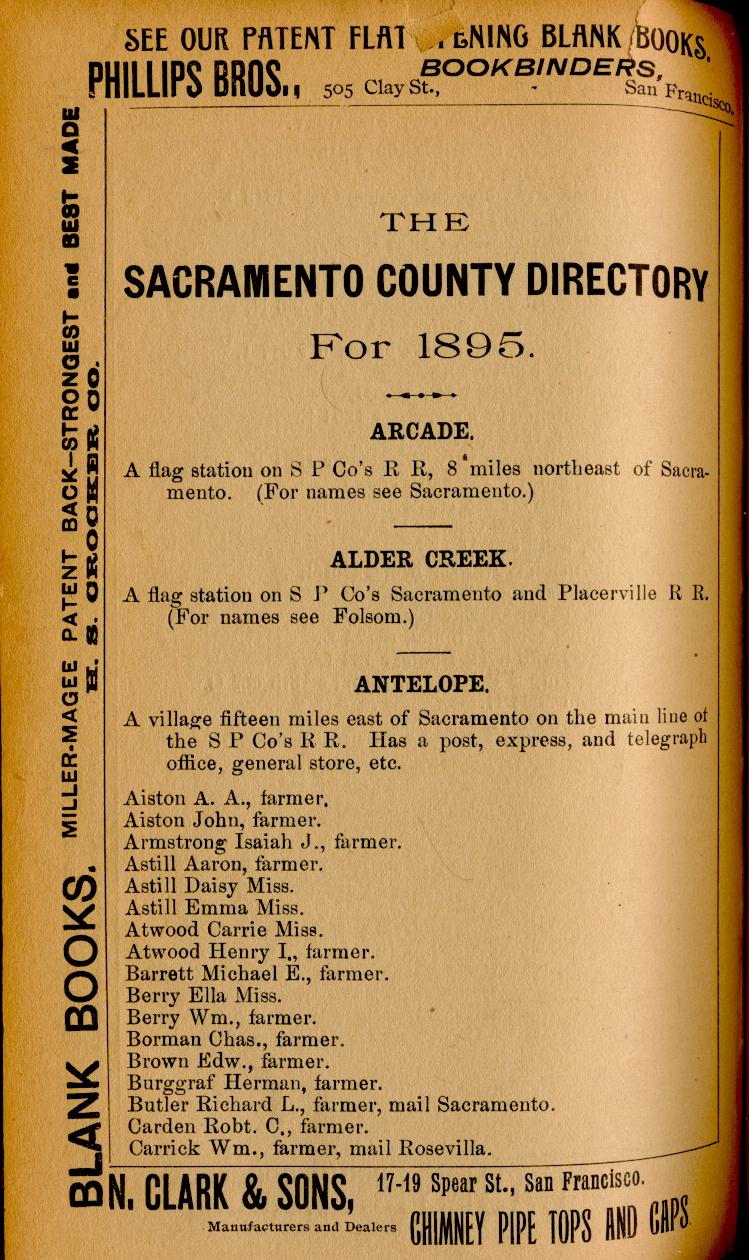 SEE OUR PATENT FLAT ENING BLANK BOOKS.
PHILLIPS BROS., 505 Clay St., BOOKBINDERS, - San Francisco.
BLANK BOOKS. MILLER-MAGEE PATENT BACK—STRONGEST and BEST MADE
H. S. CROCKER CO.
THE
SACRAMENTO COUNTY DIRECTORY
For 1895.
ARCADE.
A flag station on S P Co's R R, 8 miles northeast of Sacra-
mento. (For names see Sacramento.)
ALDER CREEK.
A flag station on S P Co's Sacramento and Placerville R R.
(For names see Folsom.)
ANTELOPE.
A village fifteen miles east of Sacramento on the main line of
the S P Co's R R. Has a post, express, and telegraph
office, general store, etc.
Aiston A. A., farmer.
Aiston John, farmer.
Armstrong Isaiah J., farmer.
Astill Aaron, farmer.
Astill Daisy Miss.
Astill Emma Miss.
Atwood Carrie Miss.
Atwood Henry I., farmer.
Barrett Michael E., farmer.
Berry Ella Miss.
Berry Wm., farmer.
Borman Chas., farmer.
Brown Edw., farmer.
Burggraf Herman, farmer.
Butler Richard L., farmer, mail Sacramento.
Carden Robt. C., farmer.
Carrick Wm., farmer, mail Rosevilla.
N. CLARK & SONS, 17-19 Spear St., San Francisco.
Manufacturers and Dealers CHIMNEY PIPE TOPS AND CAPS.